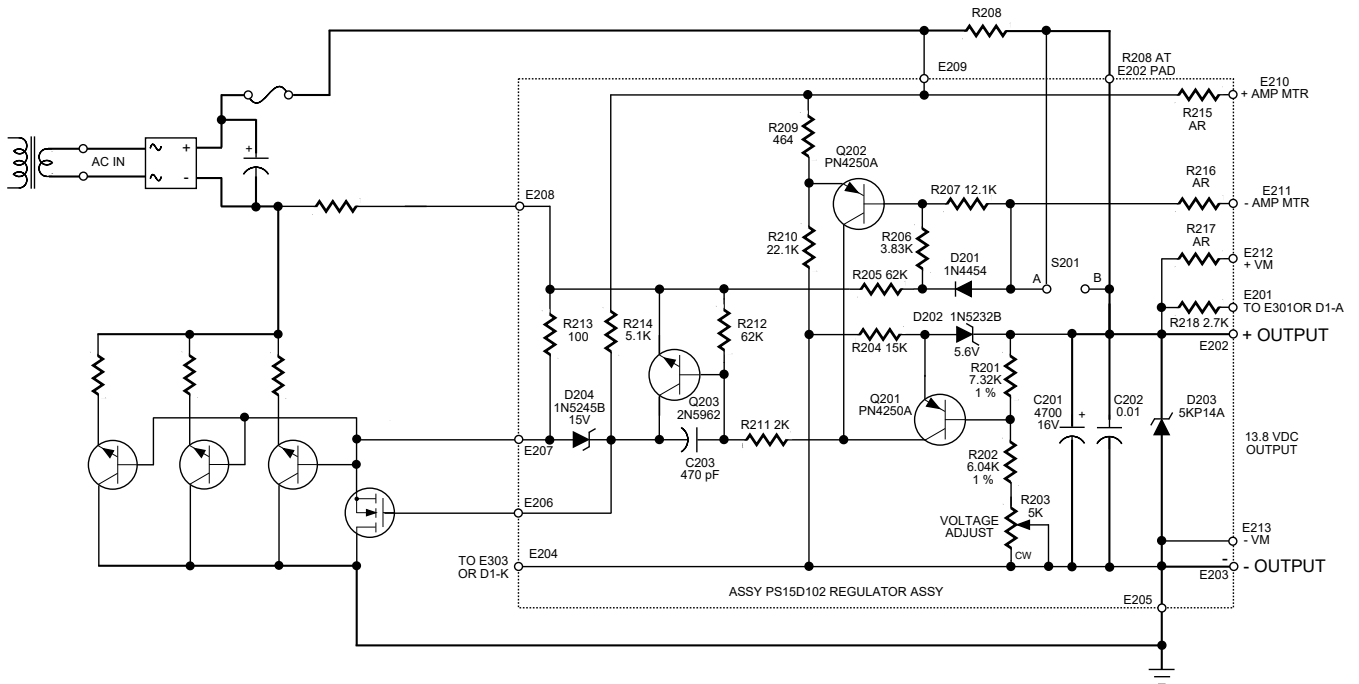 R208
R208 AT
E202 PAD
E209
E210
+ AMP MTR
R215
AR
AC IN
+
-
+
R209
464
Q202
PN4250A
R207 12.1K
R216
AR
E211
- AMP MTR
E208
R210
22.1K
R206
3.83K
D201
1N4454
S201
A
B
R217
AR
E212
+ VM
R205 62K
E201
TO E301OR D1-A
R218 2.7K
R213
100
R214
5.1K
R212
62K
D202
1N5232B
5.6V
R204 15K
+ OUTPUT
E202
R201
7.32K
1 %
D204
1N5245B
15V
Q203
2N5962
Q201
PN4250A
C201
4700
16V
+
C202
0.01
D203
5KP14A
E207
C203
470 pF
R211 2K
R202
6.04K
1 %
13.8 VDC
OUTPUT
E206
R203
5K
VOLTAGE
ADJUST
CW
E213
- VM
TO E303
OR D1-K
E204
-
- OUTPUT
E203
ASSY PS15D102 REGULATOR ASSY
E205